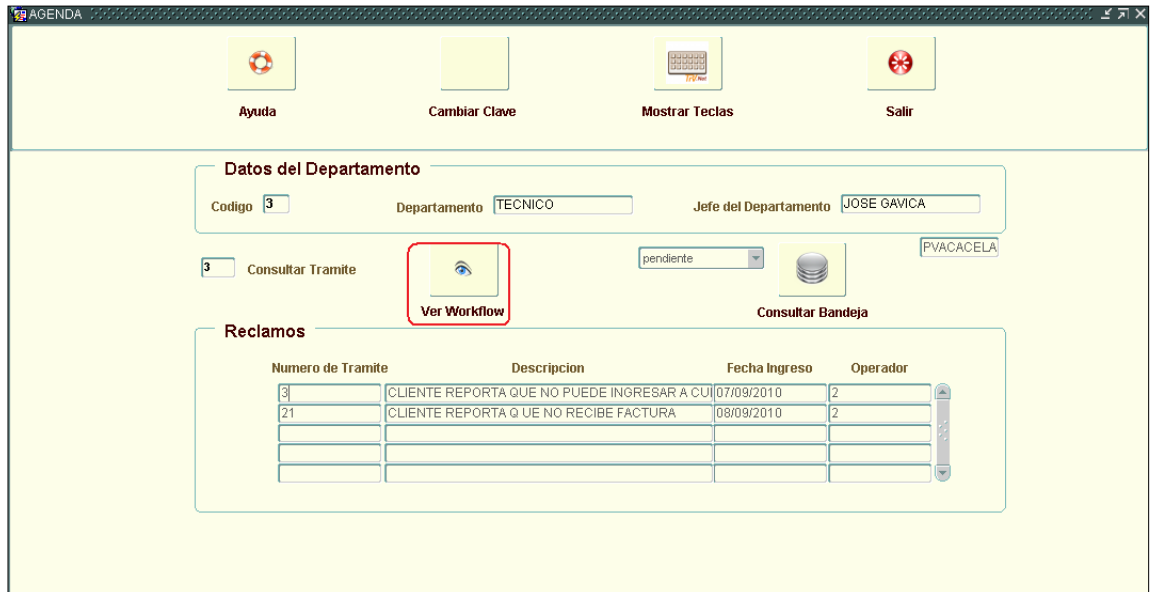 AGENDA
Ayuda
Cambiar Clave
Mostrar Teclas
Salir
Datos del Departamento
Codigo 3 Departamento TECNICO Jefe del Departamento JOSE GAVICA
3 Consultar Tramite Ver Workflow pendiente Consultar Bandeja PVACACELA
Reclamos
Numero de Tramite Descripcion Fecha Ingreso Operador
3 CLIENTE REPORTA QUE NO PUEDE INGRESAR A CUI 07/09/2010 2
21 CLIENTE REPORTA Q UE NO RECIBE FACTURA 08/09/2010 2